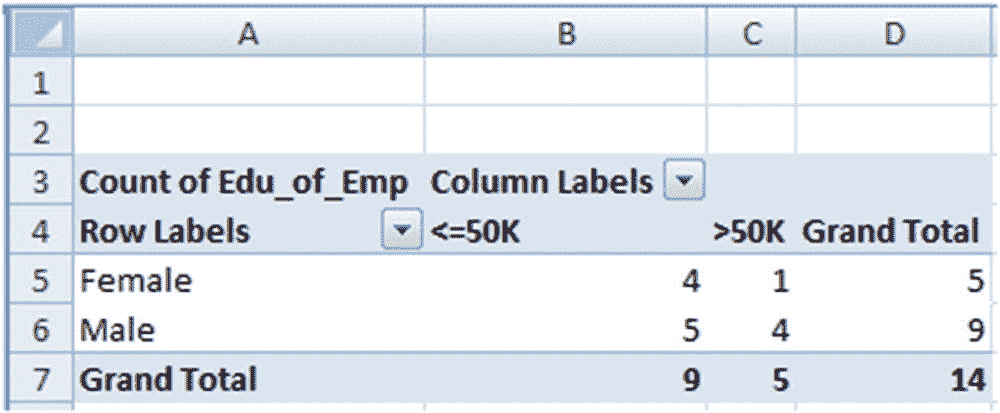 A B C D
1
2
3 Count of Edu_of_Emp Column Labels
4 Row Labels <=50K >50K Grand Total
5 Female 4 1 5
6 Male 5 4 9
7 Grand Total 9 5 14